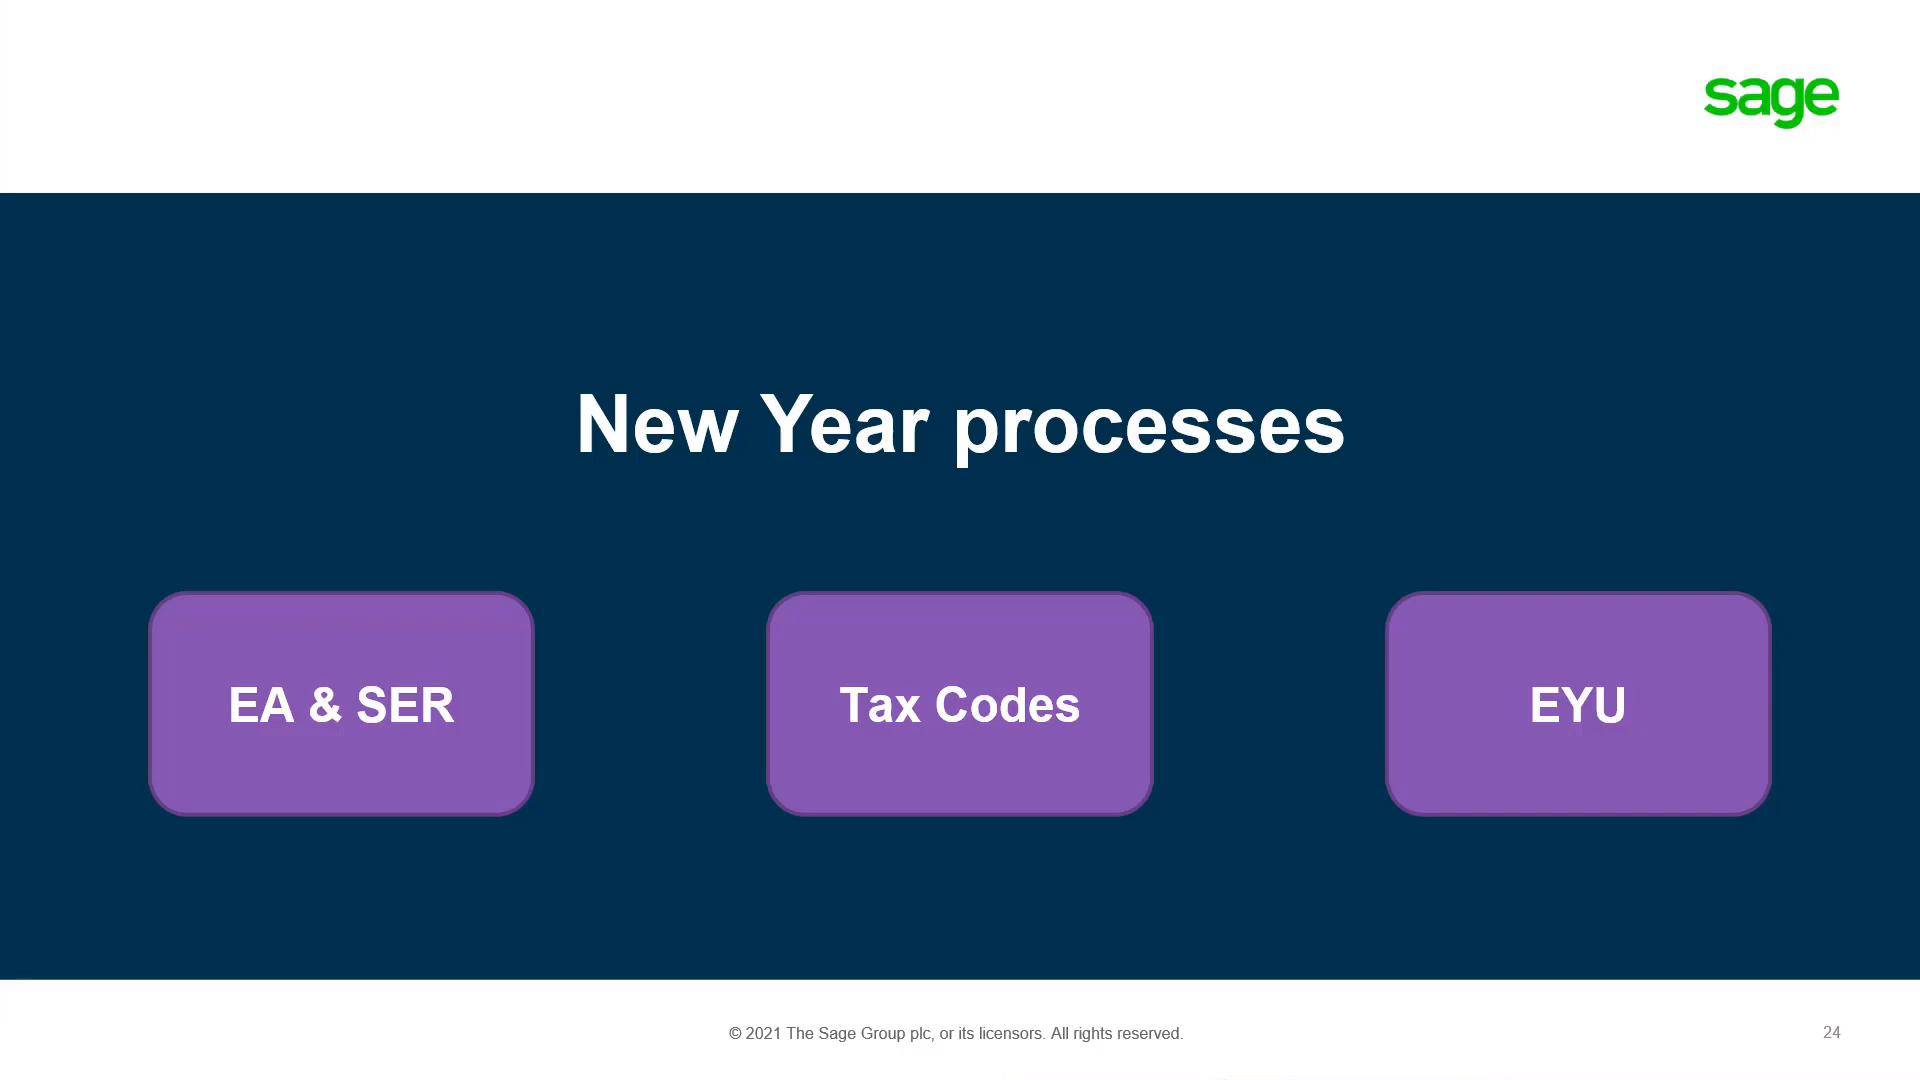 sage
New Year processes
EA & SER
Tax Codes
EYU
© 2021 The Sage Group plc, or its licensors. All rights reserved.
24